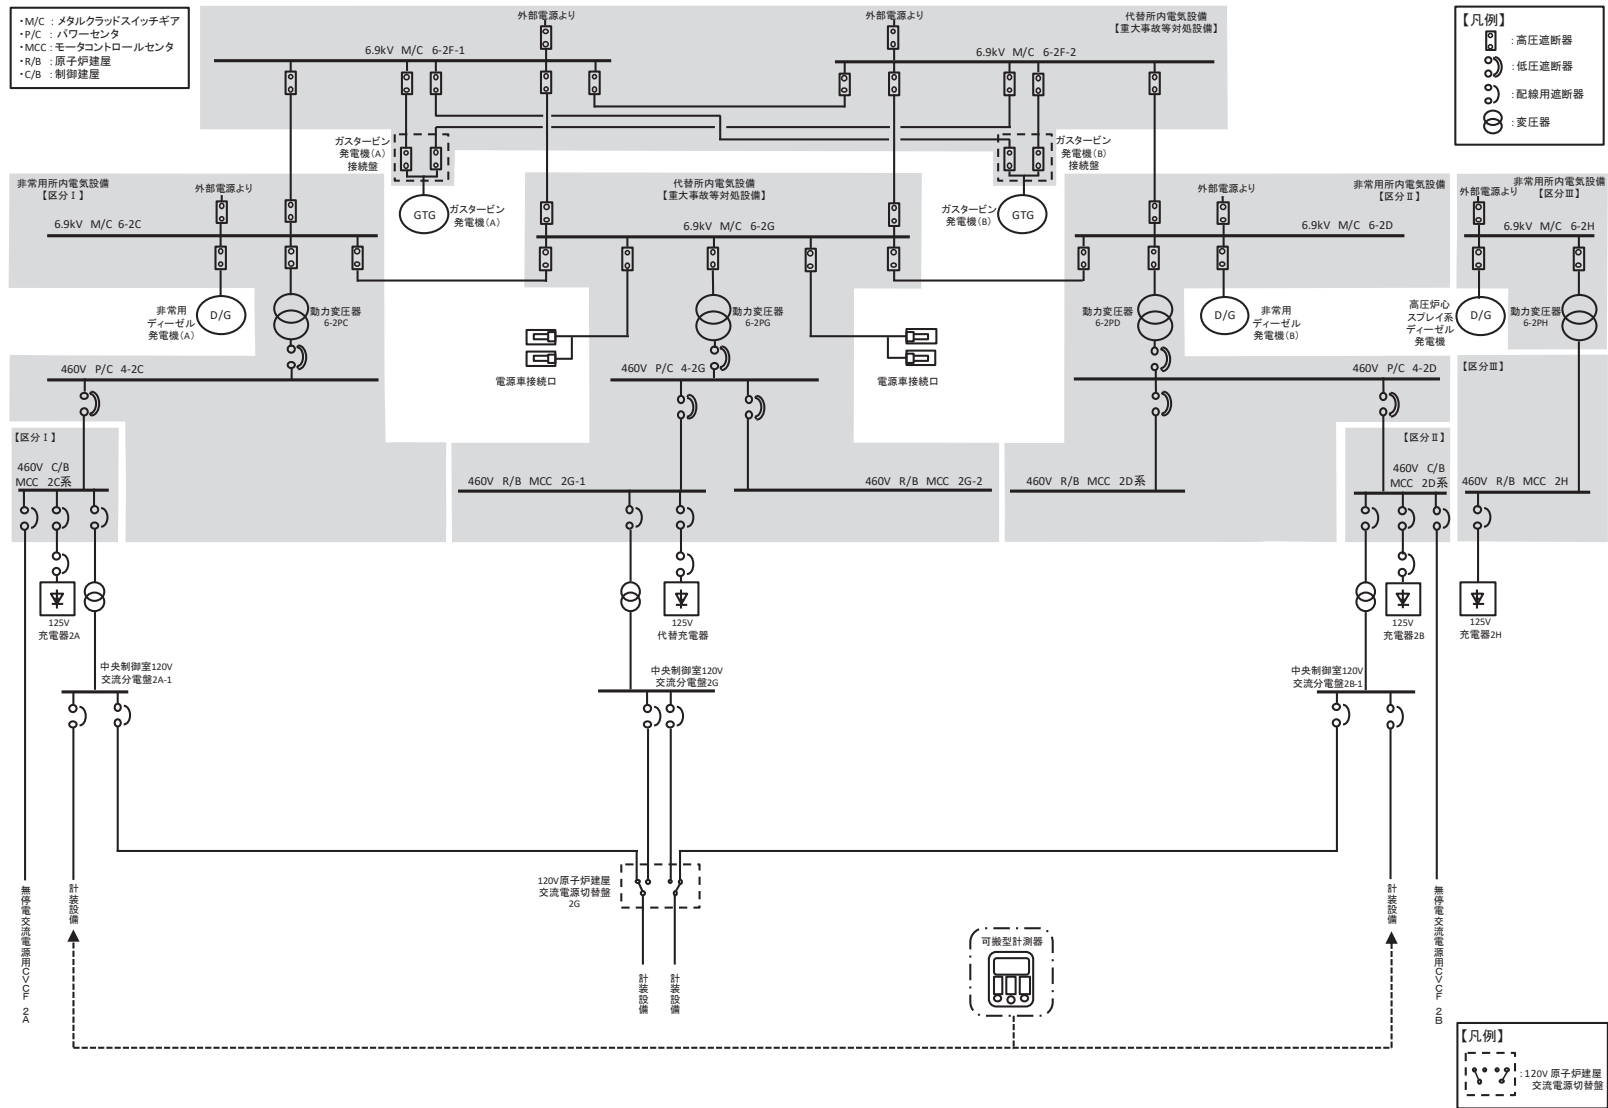 ・M/C ：メタルクラッドスイッチギア
・P/C ：パワーセンタ
・MCC：モータコントロールセンタ
・R/B ：原子炉建屋
・C/B ：制御建屋
外部電源より
外部電源より
代替所内電気設備
【重大事故等対処設備】
6.9kV M/C 6-2F-1
6.9kV M/C 6-2F-2
【凡例】
：高圧遮断器
：低圧遮断器
：配線用遮断器
：変圧器
ガスタービン
発電機(A)
接続盤
ガスタービン
発電機(B)
接続盤
非常用所内電気設備
【区分Ⅰ】
外部電源より
6.9kV M/C 6-2C
GTG
ガスタービン
発電機(A)
代替所内電気設備
【重大事故等対処設備】
6.9kV M/C 6-2G
ガスタービン
発電機(B)
GTG
外部電源より
非常用所内電気設備
【区分Ⅱ】
6.9kV M/C 6-2D
非常用所内電気設備
【区分Ⅲ】
外部電源より
6.9kV M/C 6-2H
非常用
ディーゼル
発電機(A)
D/G
動力変圧器
6-2PC
動力変圧器
6-2PG
動力変圧器
6-2PD
D/G
非常用
ディーゼル
発電機(B)
高圧炉心
スプレイ系
ディーゼル
発電機
D/G
動力変圧器
6-2PH
460V P/C 4-2C
電源車接続口
460V P/C 4-2G
電源車接続口
460V P/C 4-2D
【区分Ⅲ】
【区分Ⅰ】
460V C/B
MCC 2C系
460V R/B MCC 2G-1
460V R/B MCC 2G-2
460V R/B MCC 2D系
【区分Ⅱ】
460V C/B
MCC 2D系
460V R/B MCC 2H
125V
充電器2A
125V
代替充電器
125V
充電器2B
125V
充電器2H
中央制御室120V
交流分電盤2A-1
中央制御室120V
交流分電盤2G
中央制御室120V
交流分電盤2B-1
120V原子炉建屋
交流電源切替盤
2G
無停電交流電源用CVCF 2A
計装設備
計装設備
計装設備
可搬型計測器
計装設備
無停電交流電源用CVCF 2B
【凡例】
：120V 原子炉建屋
交流電源切替盤